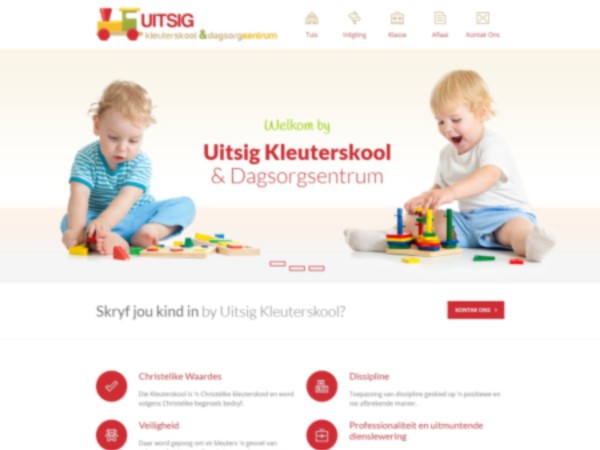 UITSIG
kleuterskool &dagsorgsentrum
Tuis
Inligting
Klasse
Aflaai
Kontak Ons
Welkom by
Uitsig Kleuterskool
& Dagsorgsentrum
Skryf jou kind in by Uitsig Kleuterskool?
KONTAK ONS
Christelike Waardes
Die Kleuterskool is 'n Christelike kleuterskool en word
volgens Christelike beginsels bedryf.
Dissipline
Toepassing van dissipline geskied op 'n positiewe en
nie afbrekende manier.
Veiligheid
Daar word gepoog om vir kleuters 'n gevoel van
Professionaliteit en uitmuntende
dienslewering